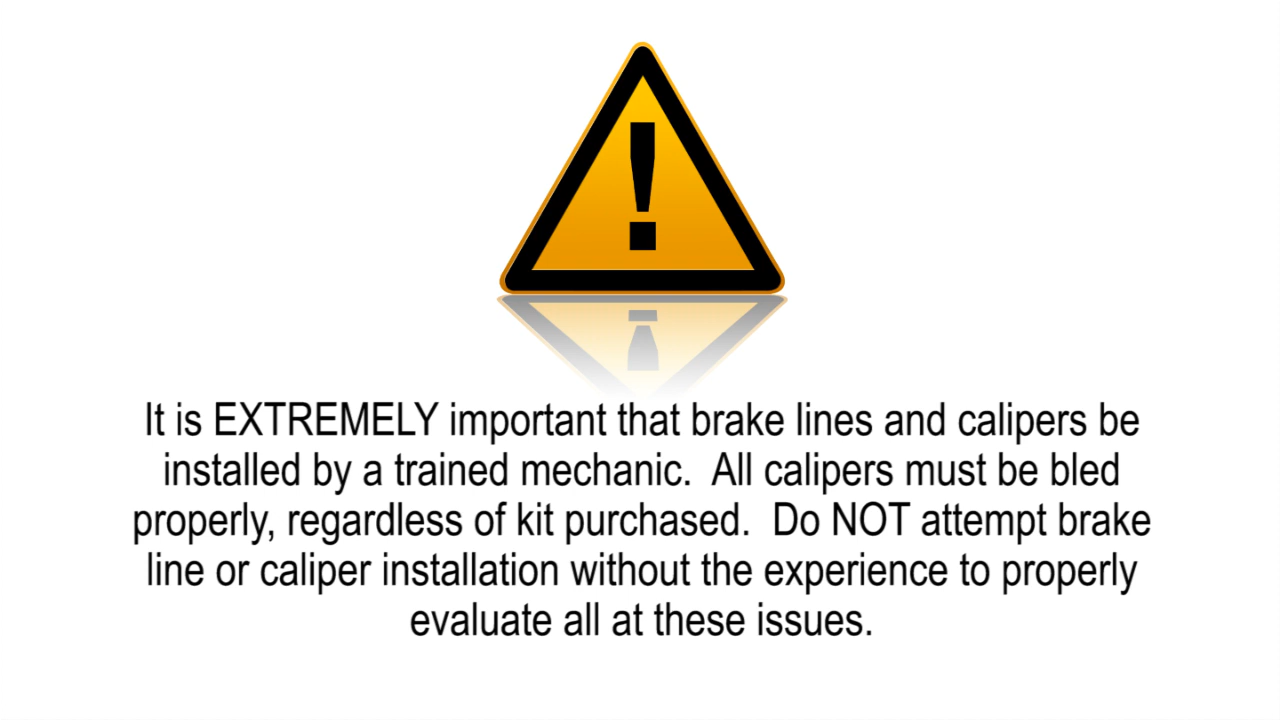 It is EXTREMELY important that brake lines and calipers be
installed by a trained mechanic.  All calipers must be bled
properly, regardless of kit purchased.  Do NOT attempt brake
line or caliper installation without the experience to properly
evaluate all at these issues.